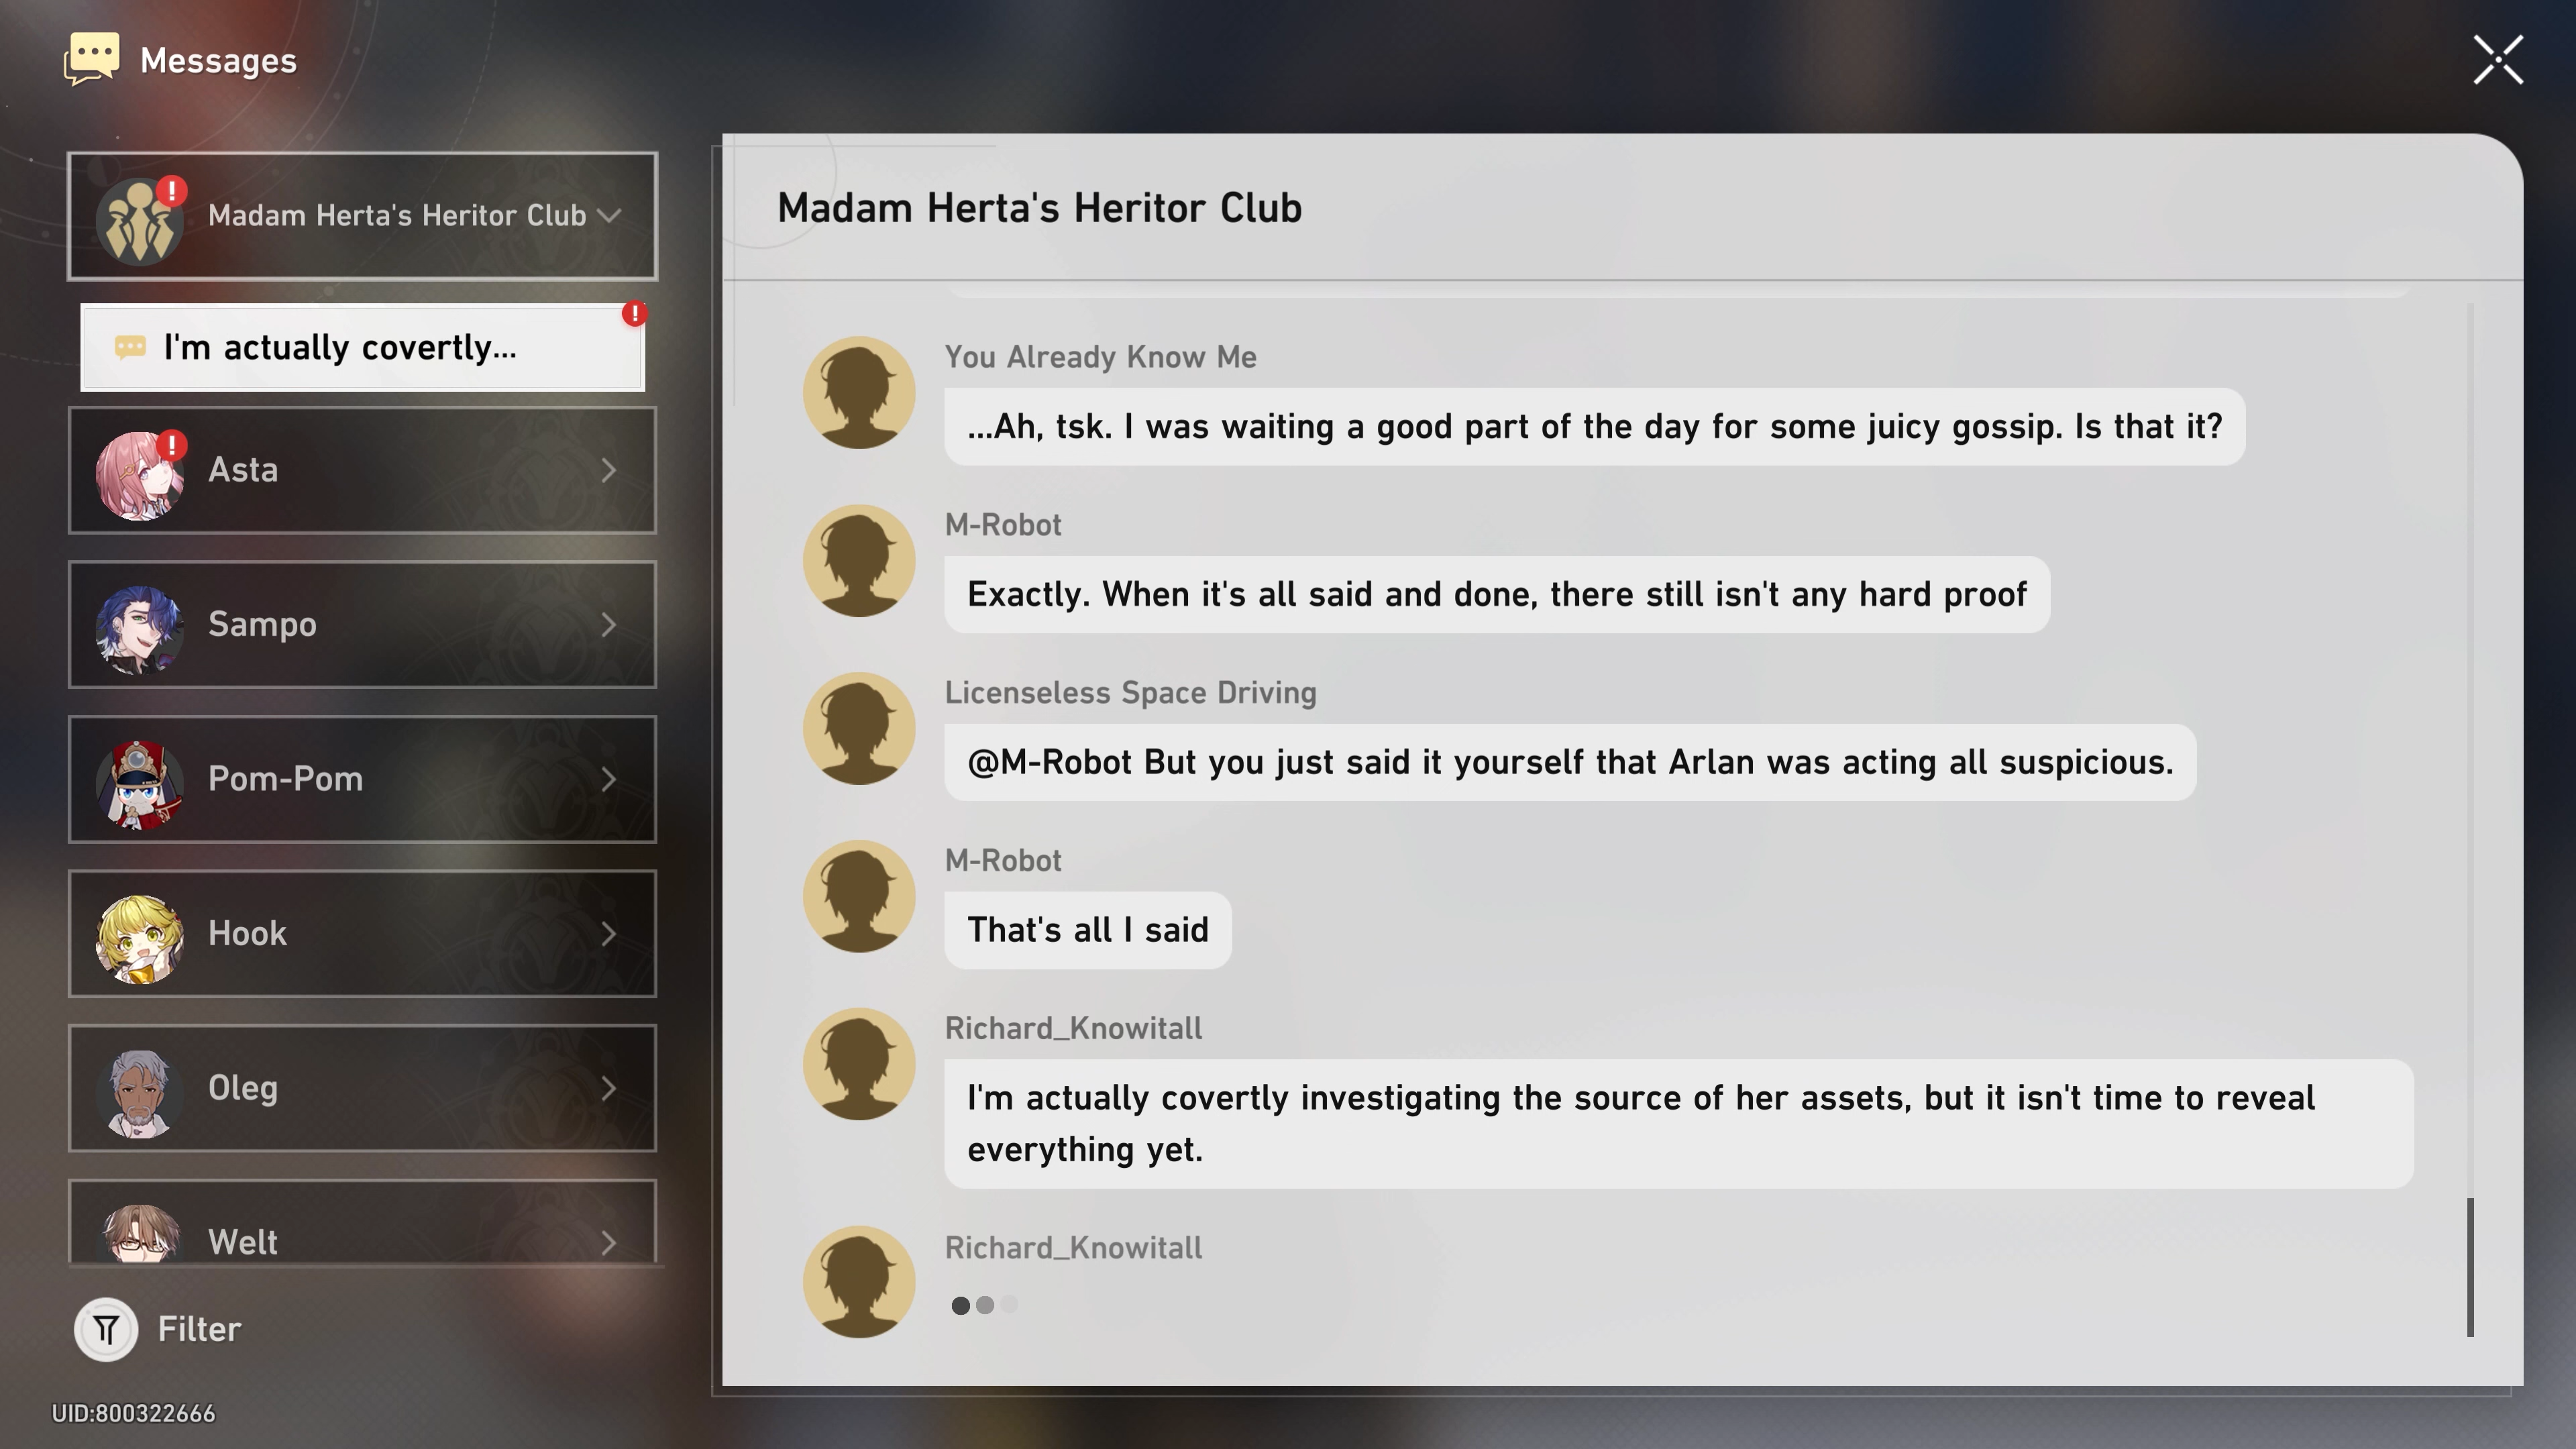 Messages
Madam Herta's Heritor Club
I'm actually covertly...
Asta
Sampo
Pom-Pom
Hook
Oleg
Welt
Filter
UID:800322666
Madam Herta's Heritor Club
You Already Know Me
...Ah, tsk. I was waiting a good part of the day for some juicy gossip. Is that it?
M-Robot
Exactly. When it's all said and done, there still isn't any hard proof
Licenseless Space Driving
@M-Robot But you just said it yourself that Arlan was acting all suspicious.
M-Robot
That's all I said
Richard_Knowitall
I'm actually covertly investigating the source of her assets, but it isn't time to reveal
everything yet.
Richard_Knowitall